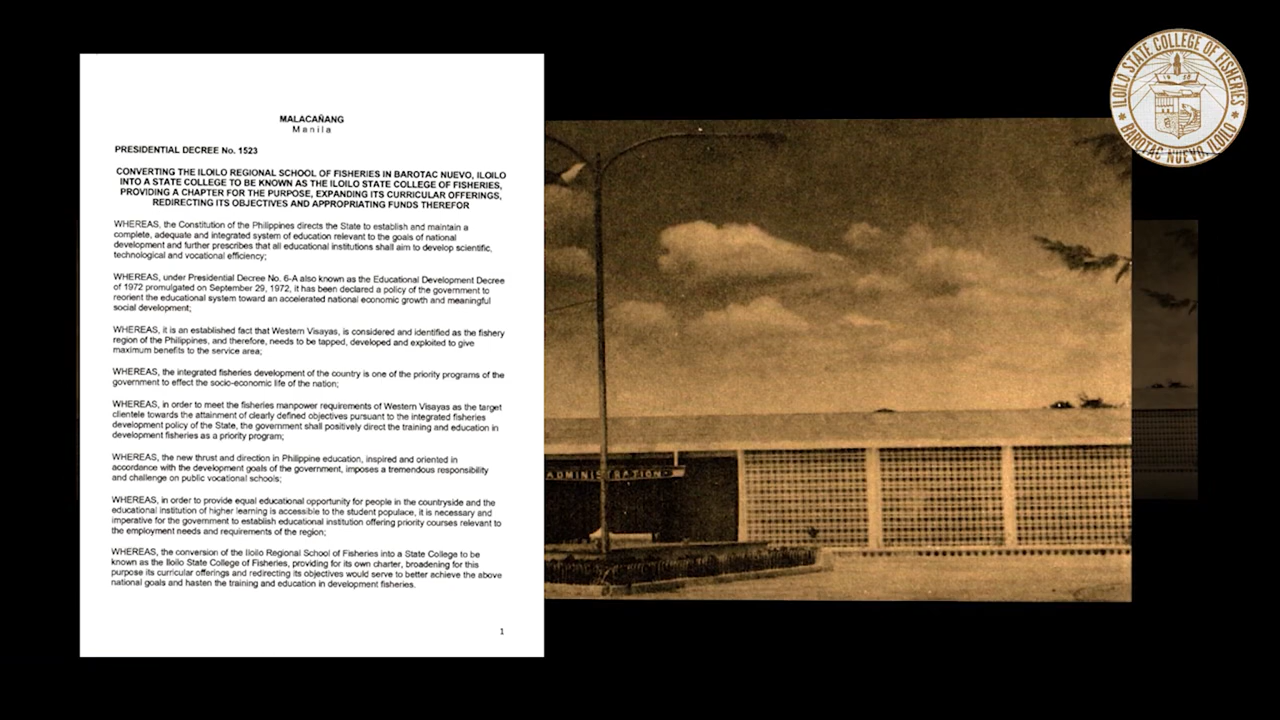 MALACAÑANG
Manila
PRESIDENTIAL DECREE No. 1523
CONVERTING THE ILOILO REGIONAL SCHOOL OF FISHERIES IN BAROTAC NUEVO, ILOILO
INTO A STATE COLLEGE TO BE KNOWN AS THE ILOILO STATE COLLEGE OF FISHERIES,
PROVIDING A CHAPTER FOR THE PURPOSE, EXPANDING ITS CURRICULAR OFFERINGS,
REDIRECTING ITS OBJECTIVES AND APPROPRIATING FUNDS THEREFOR
WHEREAS, the Constitution of the Philippines directs the State to establish and maintain a
complete, adequate and integrated system of education relevant to the goals of national
development and further prescribes that all educational institutions shall aim to develop scientific,
technological and vocational efficiency;
WHEREAS, under Presidential Decree No. 6-A also known as the Educational Development Decree
of 1972 promulgated on September 29, 1972, it has been declared a policy of the government to
reorient the educational system toward an accelerated national economic growth and meaningful
social development;
WHEREAS, it is an established fact that Western Visayas, is considered and identified as the fishery
region of the Philippines, and therefore, needs to be tapped, developed and exploited to give
maximum benefits to the service area;
WHEREAS, the integrated fisheries development of the country is one of the priority programs of the
government to effect the socio-economic life of the nation;
WHEREAS, in order to meet the fisheries manpower requirements of Western Visayas as the target
clientele towards the attainment of clearly defined objectives pursuant to the integrated fisheries
development policy of the State, the government shall positively direct the training and education in
development fisheries as a priority program;
WHEREAS, the new thrust and direction in Philippine education, inspired and oriented in
accordance with the development goals of the government, imposes a tremendous responsibility
and challenge on public vocational schools;
WHEREAS, in order to provide equal educational opportunity for people in the countryside and the
educational institution of higher learning is accessible to the student populace, it is necessary and
imperative for the government to establish educational institution offering priority courses relevant to
the employment needs and requirements of the region;
WHEREAS, the conversion of the Iloilo Regional School of Fisheries into a State College to be
known as the Iloilo State College of Fisheries, providing for its own charter, broadening for this
purpose its curricular offerings and redirecting its objectives would serve to better achieve the above
national goals and hasten the training and education in development fisheries.
1
ADMINISTRATION
ILOILO STATE COLLEGE OF FISHERIES
BAROTAC NUEVO, ILOILO